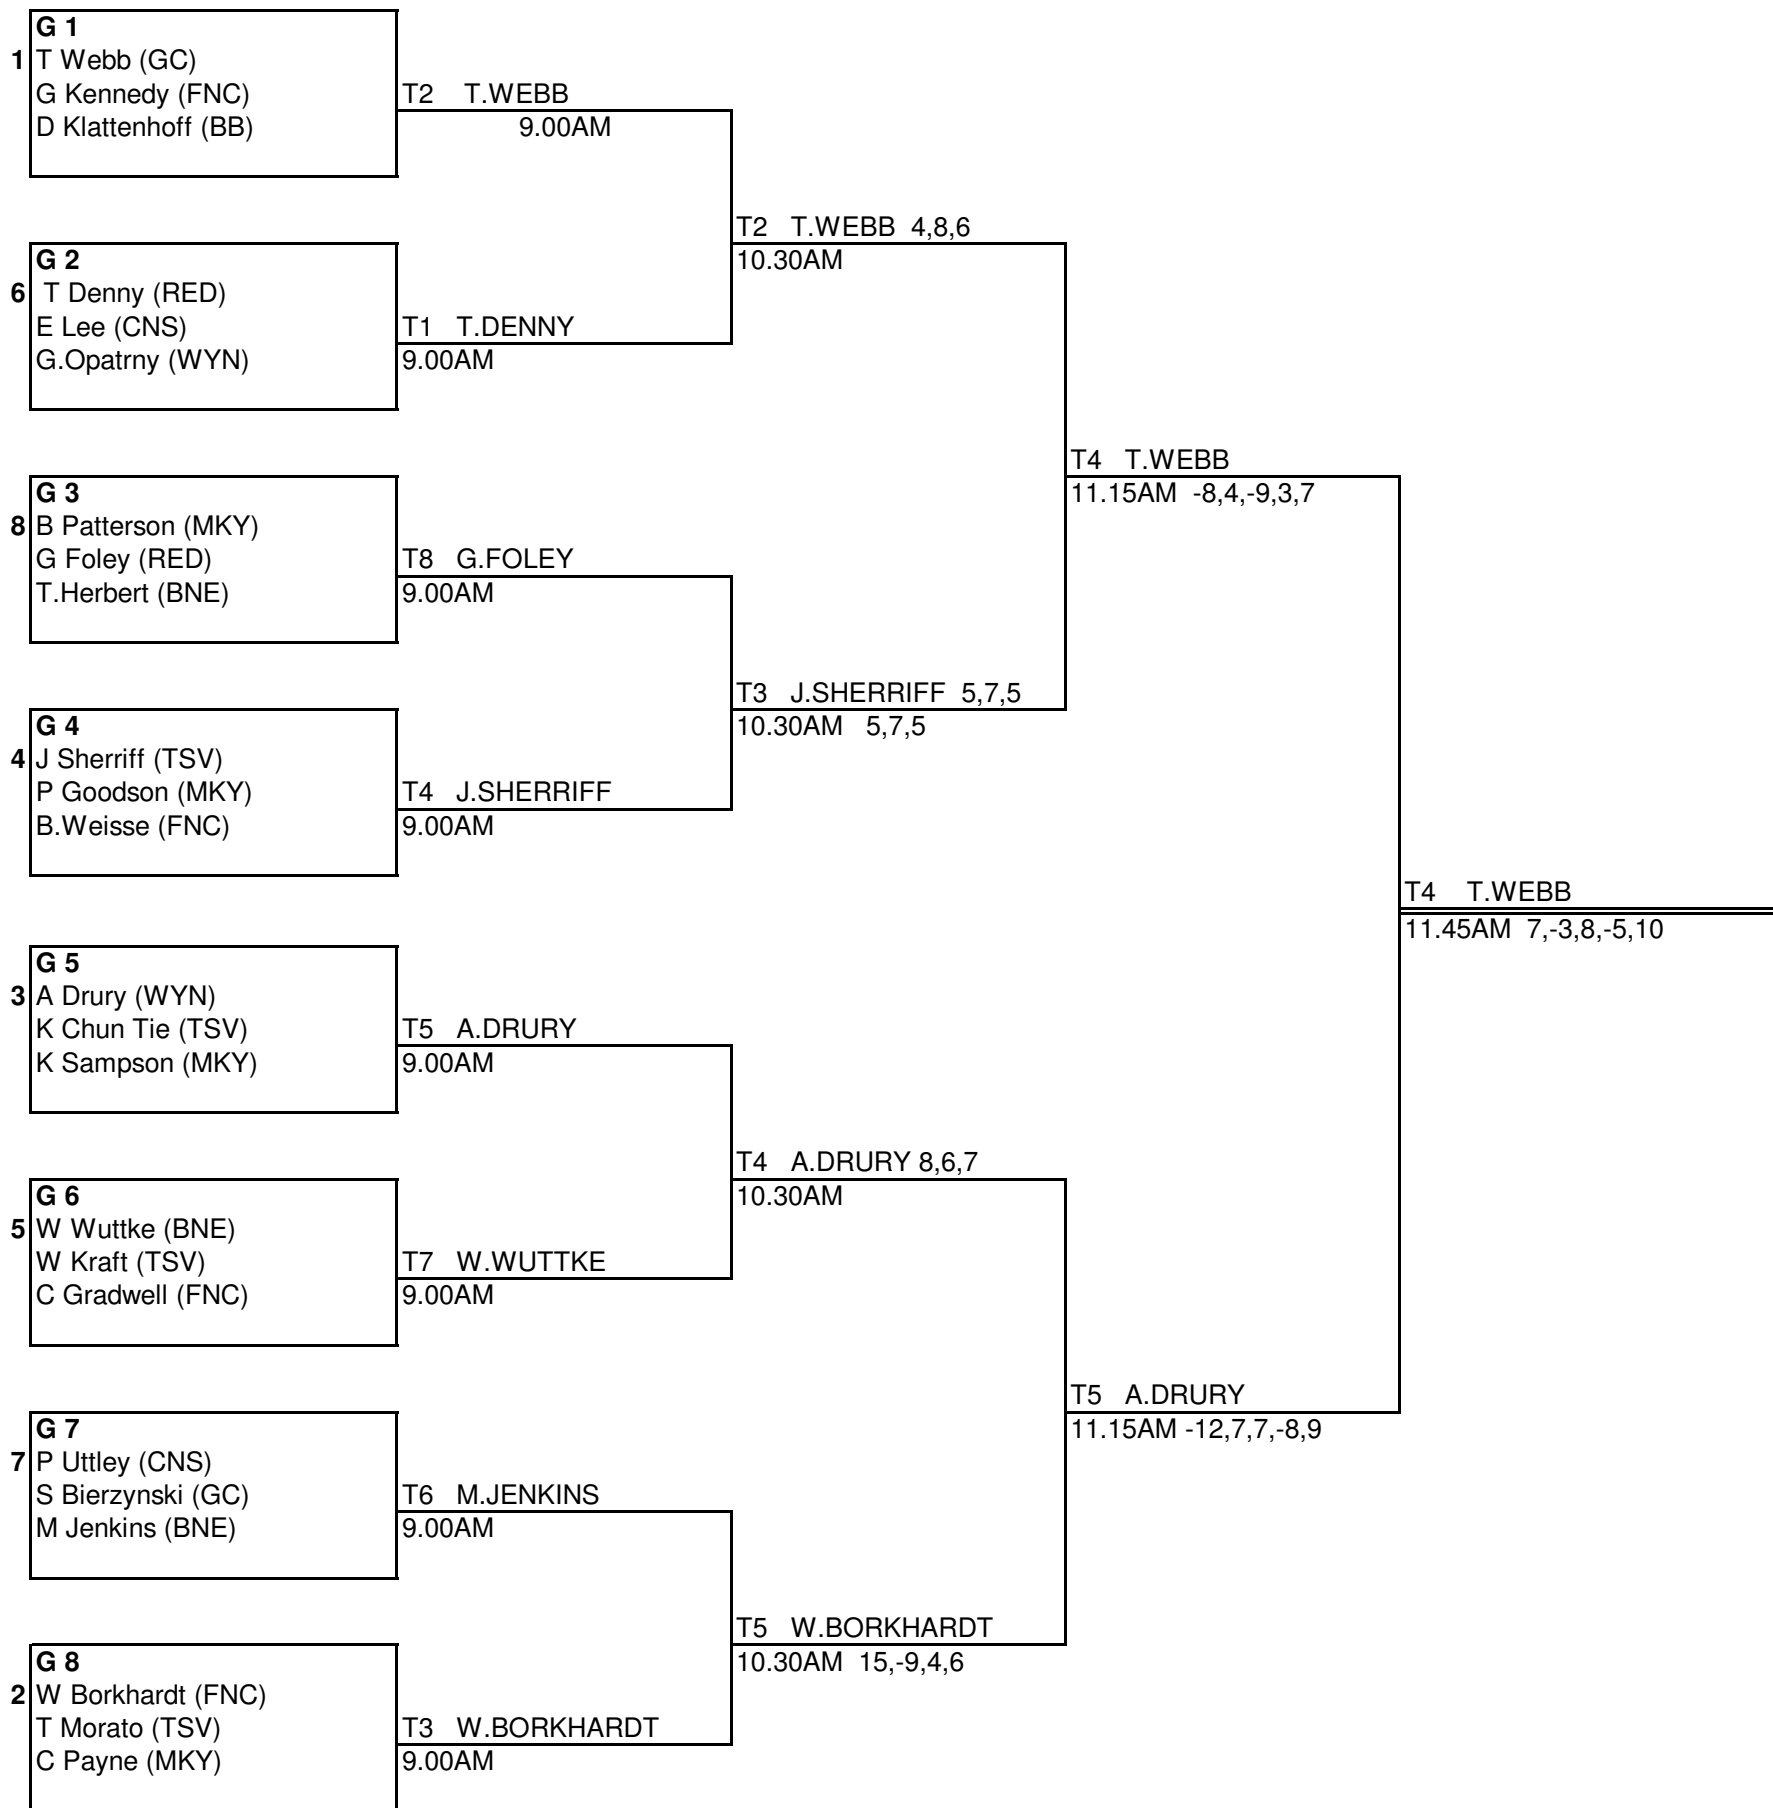 G 1
1 T Webb (GC)
G Kennedy (FNC)
D Klattenhoff (BB)
T2 T.WEBB
9.00AM
T2 T.WEBB 4,8,6
10.30AM
G 2
6 T Denny (RED)
E Lee (CNS)
G.Opatrny (WYN)
T1 T.DENNY
9.00AM
T4 T.WEBB
11.15AM -8,4,-9,3,7
G 3
8 B Patterson (MKY)
G Foley (RED)
T.Herbert (BNE)
T8 G.FOLEY
9.00AM
T3 J.SHERRIFF 5,7,5
10.30AM 5,7,5
G 4
4 J Sherriff (TSV)
P Goodson (MKY)
B.Weisse (FNC)
T4 J.SHERRIFF
9.00AM
T4 T.WEBB
11.45AM 7,-3,8,-5,10
G 5
3 A Drury (WYN)
K Chun Tie (TSV)
K Sampson (MKY)
T5 A.DRURY
9.00AM
T4 A.DRURY 8,6,7
10.30AM
G 6
5 W Wuttke (BNE)
W Kraft (TSV)
C Gradwell (FNC)
T7 W.WUTTKE
9.00AM
T5 A.DRURY
11.15AM -12,7,7,-8,9
G 7
7 P Uttley (CNS)
S Bierzynski (GC)
M Jenkins (BNE)
T6 M.JENKINS
9.00AM
T5 W.BORKHARDT
10.30AM 15,-9,4,6
G 8
2 W Borkhardt (FNC)
T Morato (TSV)
C Payne (MKY)
T3 W.BORKHARDT
9.00AM